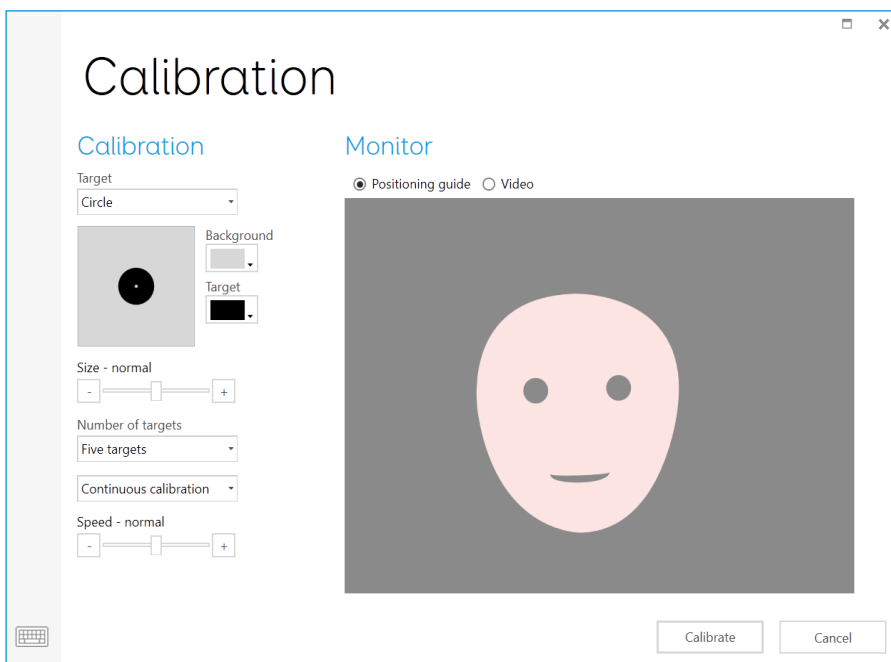 Calibration
Calibration
Target
Circle
Background
Target
Size - normal
- +
Number of targets
Five targets
Continuous calibration
Speed - normal
- +
Monitor
Positioning guide Video
Calibrate Cancel